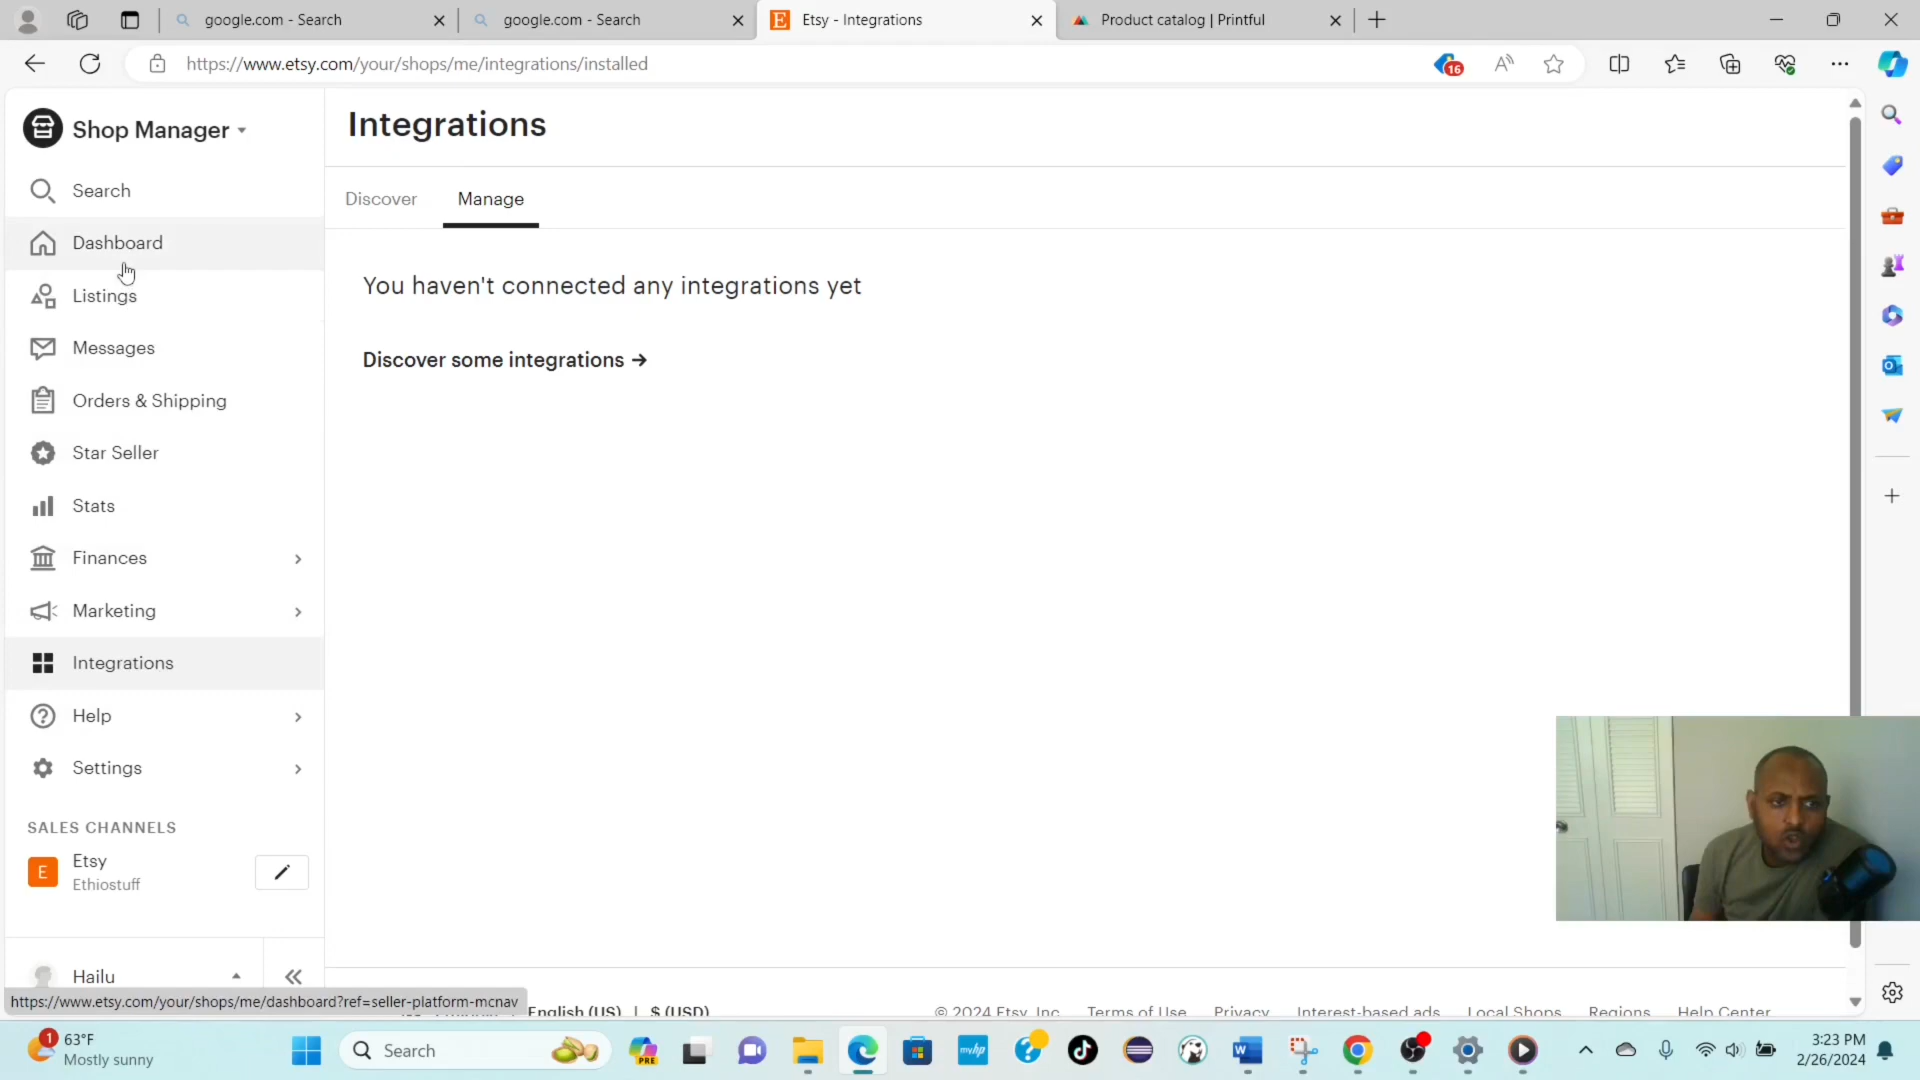 google.com - Search
google.com - Search
Etsy - Integrations
Product catalog | Printful
https://www.etsy.com/your/shops/me/integrations/installed
16
Shop Manager
Search
Dashboard
Listings
Messages
Orders & Shipping
Star Seller
Stats
Finances
Marketing
Integrations
Help
Settings
SALES CHANNELS
E
Etsy
Ethiostuff
Hailu
https://www.etsy.com/your/shops/me/dashboard?ref=seller-platform-mcnav
Integrations
Discover
Manage
You haven't connected any integrations yet
Discover some integrations →
English (US) | $ (USD)
© 2024 Etsy, Inc.
Terms of Use
Privacy
Interest-based ads
Local Shops
Regions
Help Center
1
63°F
Mostly sunny
Search
PRE
myhp
3:23 PM
2/26/2024